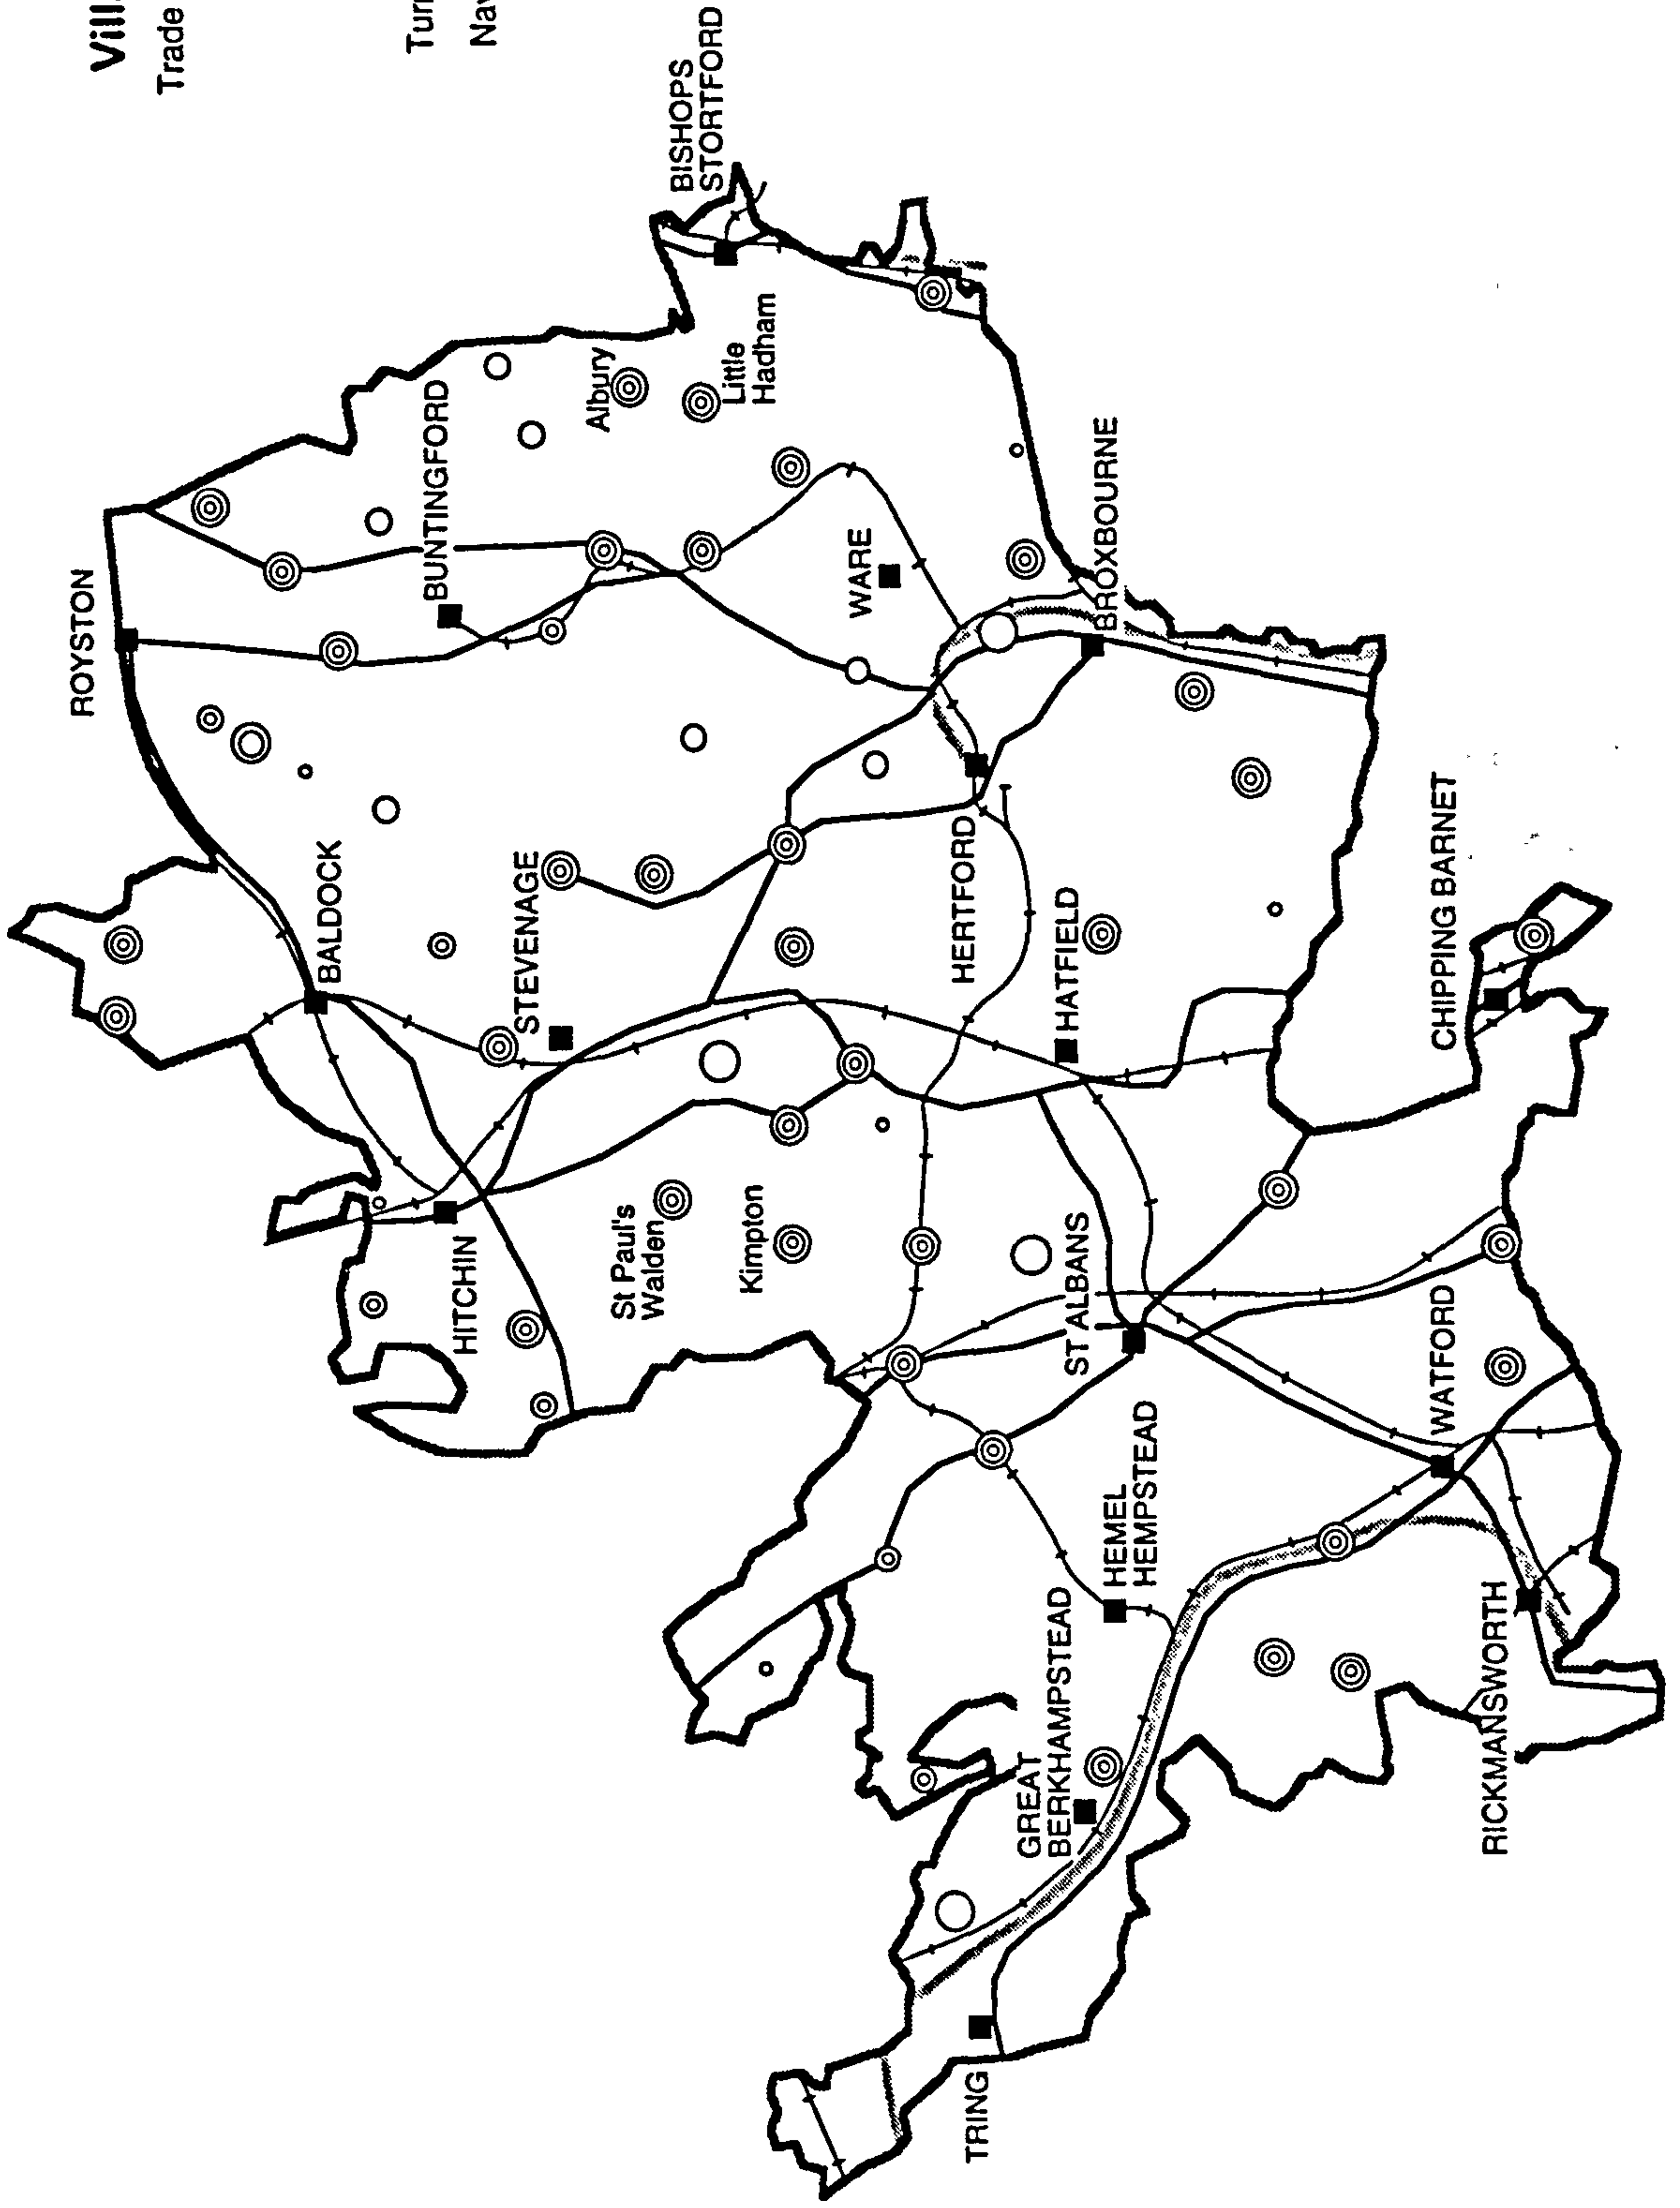 Vill
Trade
Tur
Nav
ROYSTON
BALDOCK
BUNTINGFORD
Albury
BISHOPS
STORTFORD
Little
Hadham
STEVENAGE
HITCHIN
St Paul's
Walden
Kimpton
WARE
HERTFORD
BROXBOURNE
HATFIELD
ST ALBANS
HEMEL
HEMPSTEAD
GREAT
BERKHAMPSTEAD
TRING
WATFORD
RICKMANSWORTH
CHIPPING BARNET